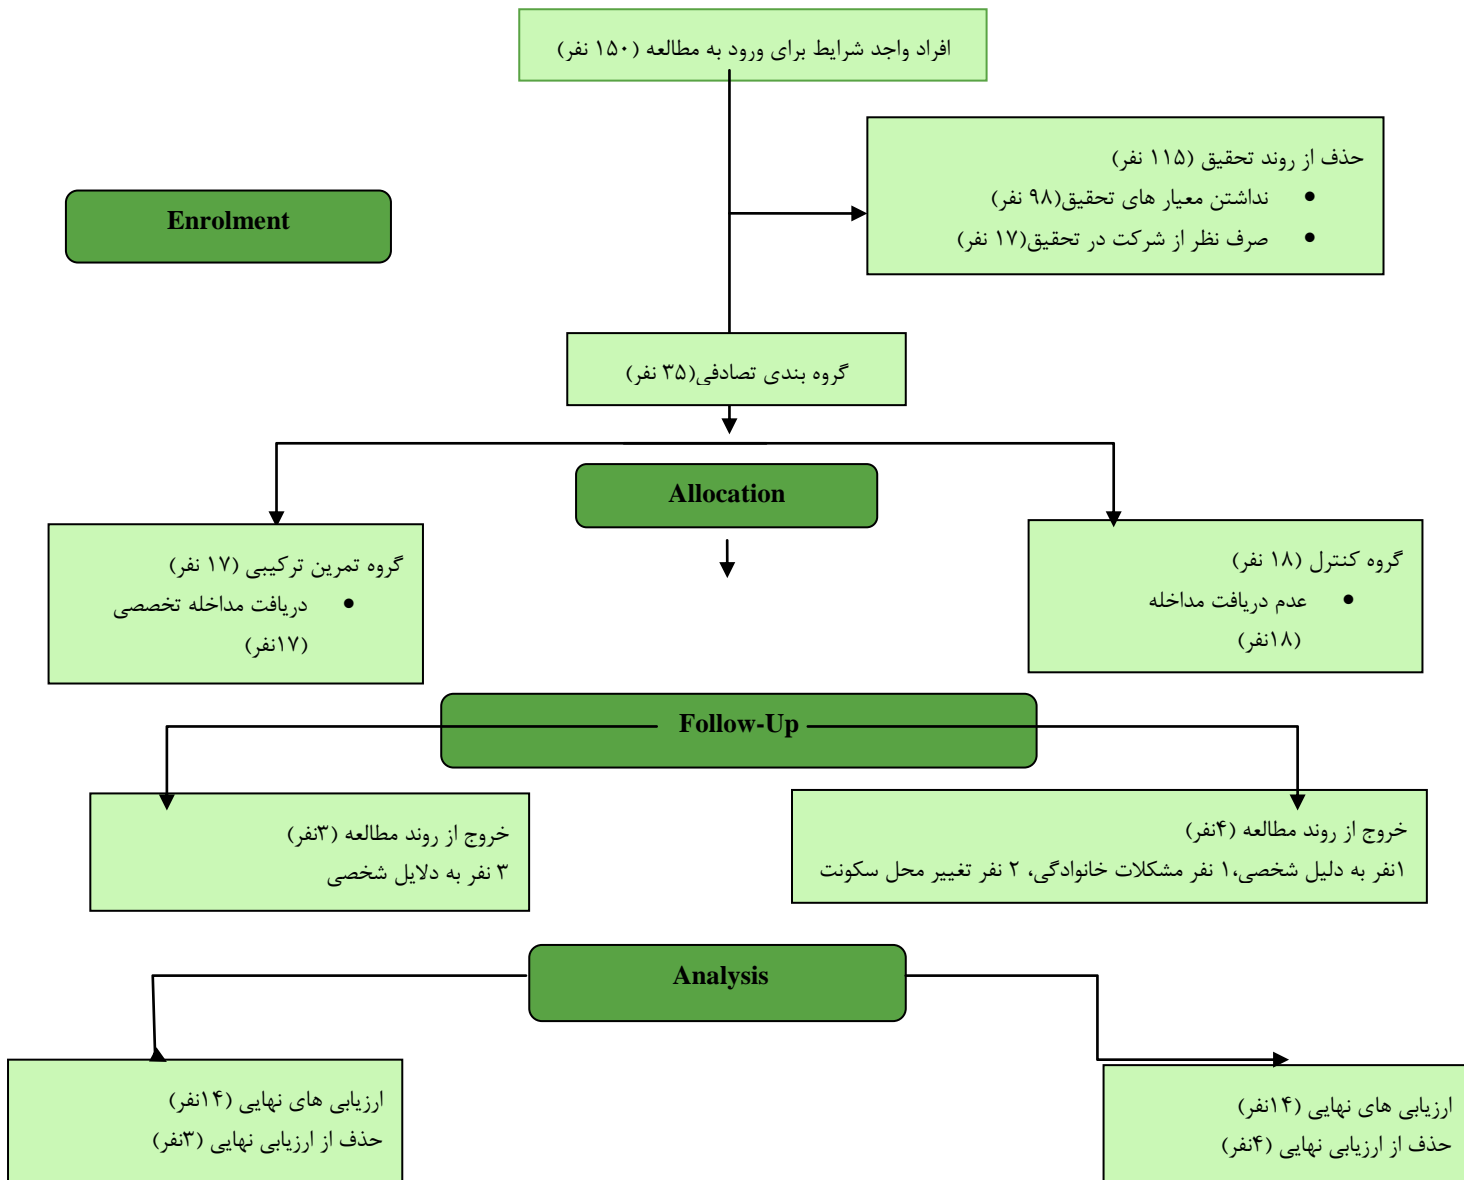 افراد واجد شرایط برای ورود به مطالعه (۱۵۰ نفر)
حذف از روند تحقیق (۱۱۵ نفر)
• نداشتن معیار های تحقیق(۹۸ نفر)
• صرف نظر از شرکت در تحقیق(۱۷ نفر)
Enrolment
گروه بندی تصادفی(۳۵ نفر)
Allocation
گروه کنترل (۱۸ نفر)
• عدم دریافت مداخله
(۱۸نفر)
گروه تمرین ترکیبی (۱۷ نفر)
• دریافت مداخله تخصصی
(۱۷نفر)
Follow-Up
خروج از روند مطالعه (۴نفر)
۱نفر به دلیل شخصی،۱ نفر مشکلات خانوادگی، ۲ نفر تغییر محل سکونت
خروج از روند مطالعه (۳نفر)
۳ نفر به دلایل شخصی
Analysis
ارزیابی های نهایی (۱۴نفر)
حذف از ارزیابی نهایی (۴نفر)
ارزیابی های نهایی (۱۴نفر)
حذف از ارزیابی نهایی (۳نفر)